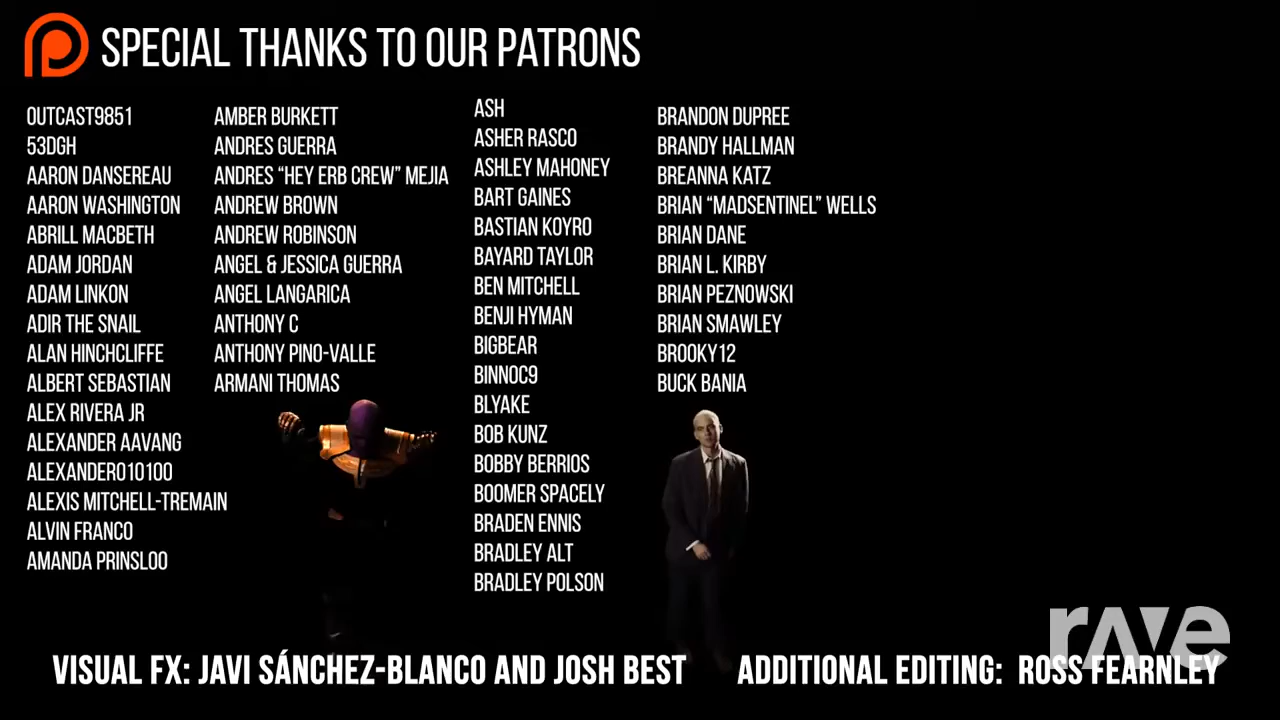 SPECIAL THANKS TO OUR PATRONS
OUTCAST9851
53DGH
AARON DANSEREAU
AARON WASHINGTON
ABRILL MACBETH
ADAM JORDAN
ADAM LINKON
ADIR THE SNAIL
ALAN HINCHCLIFFE
ALBERT SEBASTIAN
ALEX RIVERA JR
ALEXANDER AAVANG
ALEXANDER010100
ALEXIS MITCHELL-TREMAIN
ALVIN FRANCO
AMANDA PRINSLOO
AMBER BURKETT
ANDRES GUERRA
ANDRES “HEY ERB CREW” MEJIA
ANDREW BROWN
ANDREW ROBINSON
ANGEL & JESSICA GUERRA
ANGEL LANGARICA
ANTHONY C
ANTHONY PINO-VALLE
ARMANI THOMAS
ASH
ASHER RASCO
ASHLEY MAHONEY
BART GAINES
BASTIAN KOYRO
BAYARD TAYLOR
BEN MITCHELL
BENJI HYMAN
BIGBEAR
BINNOC9
BLYAKE
BOB KUNZ
BOBBY BERRIOS
BOOMER SPACELY
BRADEN ENNIS
BRADLEY ALT
BRADLEY POLSON
BRANDON DUPREE
BRANDY HALLMAN
BREANNA KATZ
BRIAN “MADSENTINEL” WELLS
BRIAN DANE
BRIAN L. KIRBY
BRIAN PEZNOWSKI
BRIAN SMAWLEY
BROOKY12
BUCK BANIA
rave
VISUAL FX: JAVI SÁNCHEZ-BLANCO AND JOSH BEST
ADDITIONAL EDITING: ROSS FEARNLEY